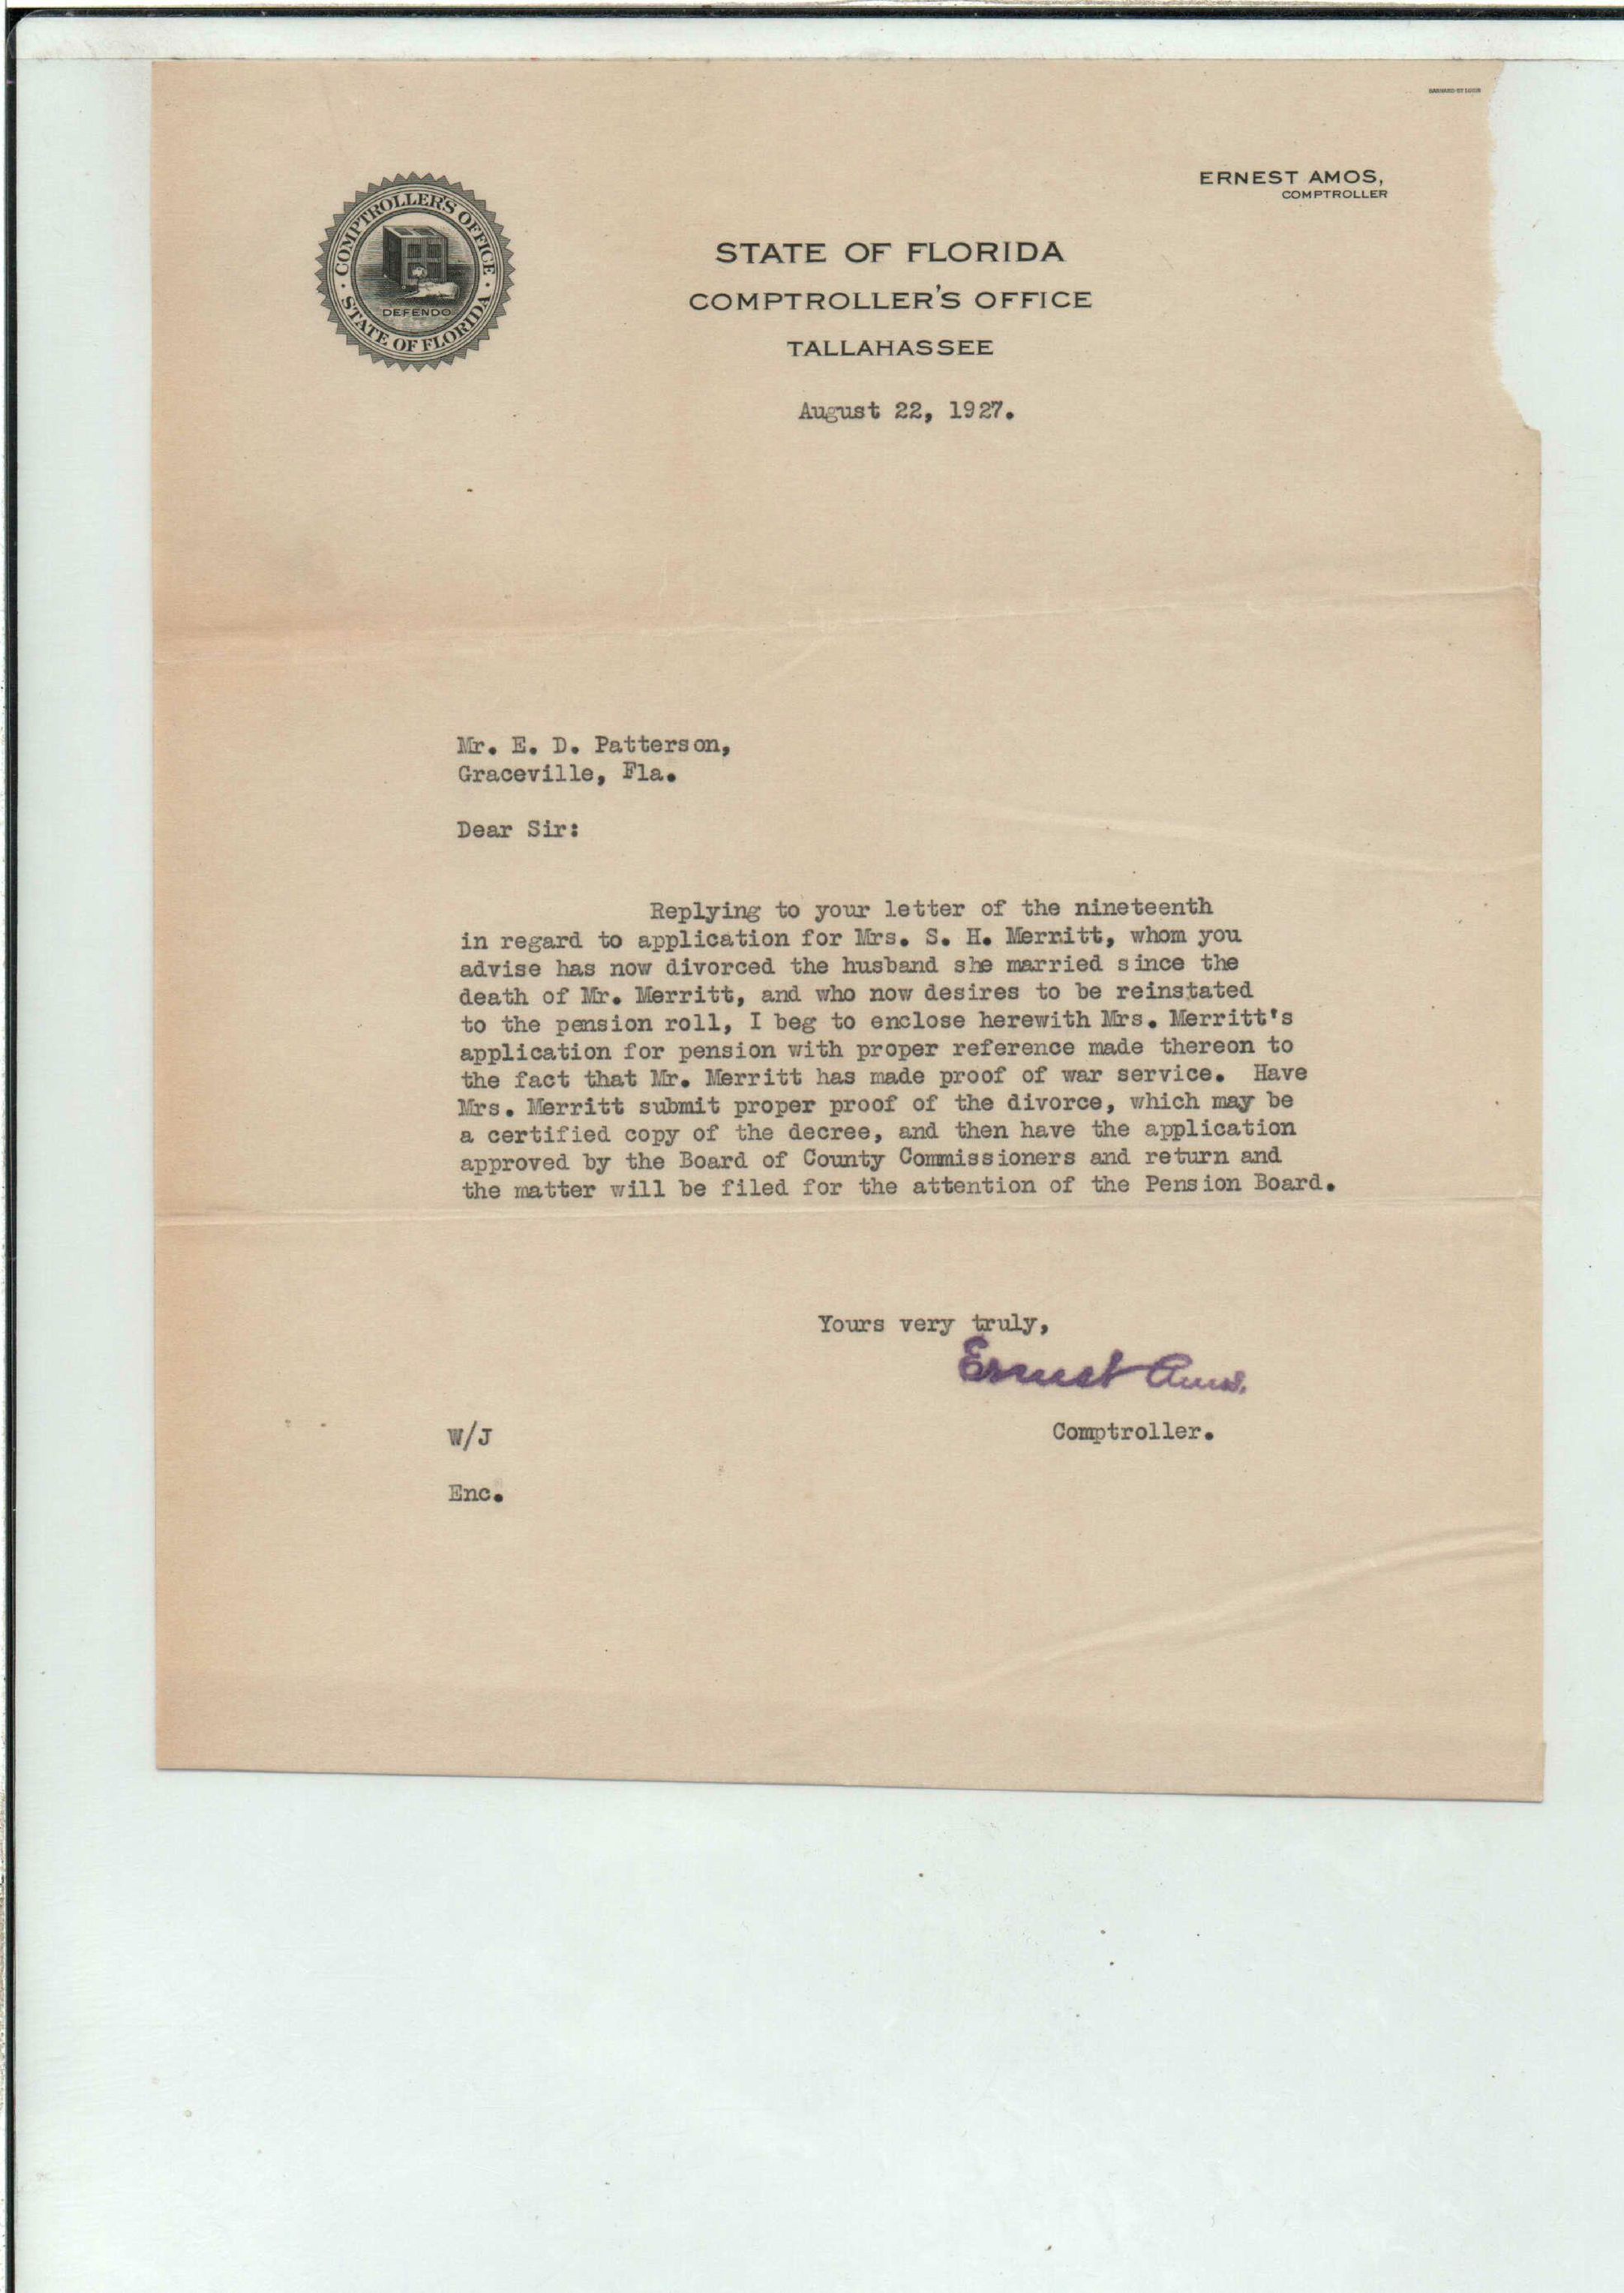 BARNARD-ST LOUIS
ERNEST AMOS,
COMPTROLLER
COMPTROLLER'S OFFICE
STATE OF FLORIDA
DEFENDO
STATE OF FLORIDA
COMPTROLLER'S OFFICE
TALLAHASSEE
August 22, 1927.
Mr. E. D. Patterson,
Graceville, Fla.
Dear Sir:
Replying to your letter of the nineteenth
in regard to application for Mrs. S. H. Merritt, whom you
advise has now divorced the husband she married since the
death of Mr. Merritt, and who now desires to be reinstated
to the pension roll, I beg to enclose herewith Mrs. Merritt's
application for pension with proper reference made thereon to
the fact that Mr. Merritt has made proof of war service. Have
Mrs. Merritt submit proper proof of the divorce, which may be
a certified copy of the decree, and then have the application
approved by the Board of County Commissioners and return and
the matter will be filed for the attention of the Pension Board.
Yours very truly,
Ernest Amos.
W/J
Comptroller.
Enc.